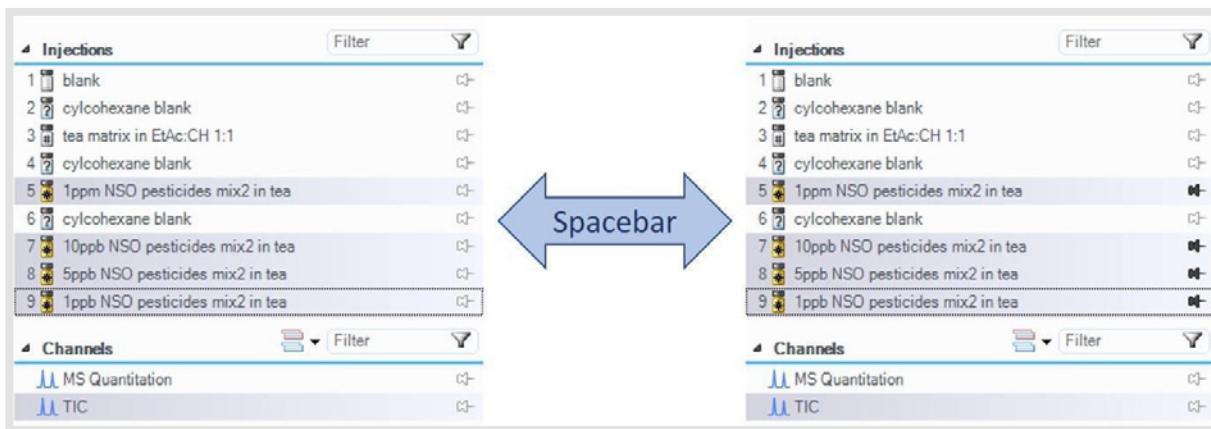 Injections Filter
1 blank
2 cylcohexane blank
3 tea matrix in EtAc:CH 1:1
4 cylcohexane blank
5 1ppm NSO pesticides mix2 in tea
6 cylcohexane blank
7 10ppb NSO pesticides mix2 in tea
8 5ppb NSO pesticides mix2 in tea
9 1ppb NSO pesticides mix2 in tea
Channels Filter
MS Quantitation
TIC
Spacebar
Injections Filter
1 blank
2 cylcohexane blank
3 tea matrix in EtAc:CH 1:1
4 cylcohexane blank
5 1ppm NSO pesticides mix2 in tea
6 cylcohexane blank
7 10ppb NSO pesticides mix2 in tea
8 5ppb NSO pesticides mix2 in tea
9 1ppb NSO pesticides mix2 in tea
Channels Filter
MS Quantitation
TIC